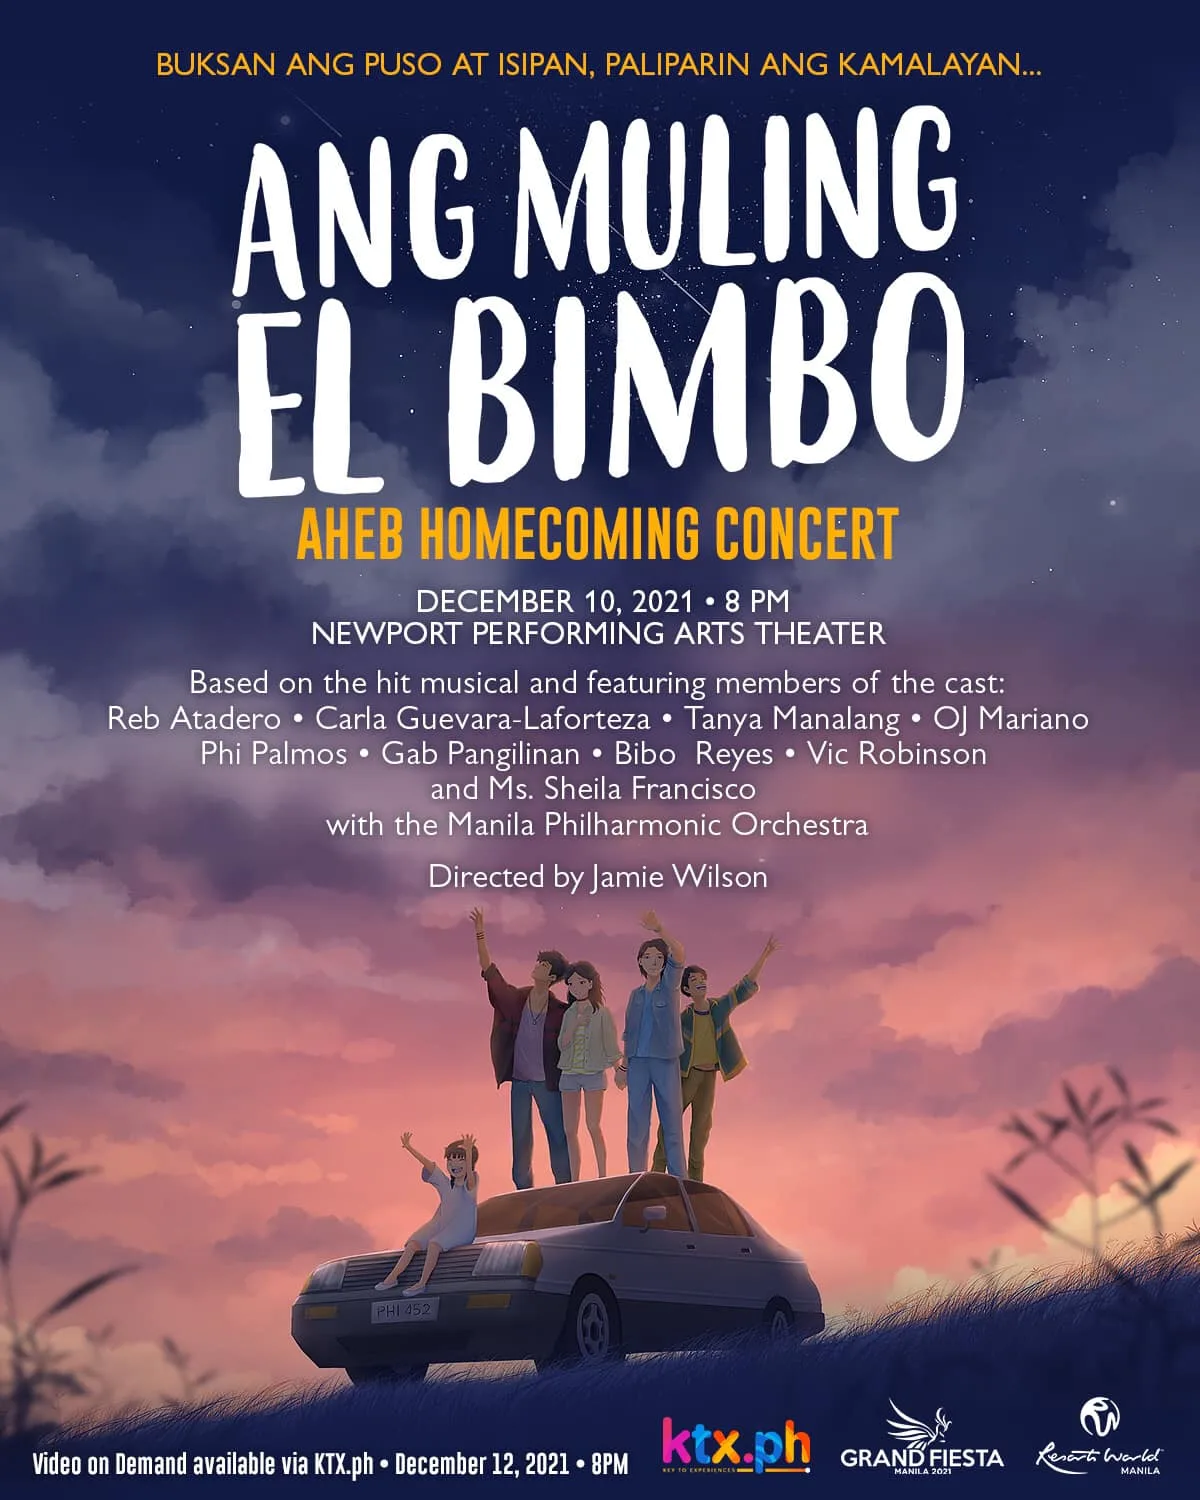 BUKSAN ANG PUSO AT ISIPAN, PALIPARIN ANG KAMALAYAN...
ANG MULING
EL BIMBO
AHEB HOMECOMING CONCERT
DECEMBER 10, 2021 • 8 PM
NEWPORT PERFORMING ARTS THEATER
Based on the hit musical and featuring members of the cast:
Reb Atadero • Carla Guevara-Laforteza • Tanya Manalang • OJ Mariano
Phi Palmos • Gab Pangilinan • Bibo Reyes • Vic Robinson
and Ms. Sheila Francisco
with the Manila Philharmonic Orchestra
Directed by Jamie Wilson
PHI 452
Video on Demand available via KTX.ph • December 12, 2021 • 8PM
ktx.ph
KEY TO EXPERIENCES
GRAND FIESTA
MANILA 2021
Resorts World
MANILA